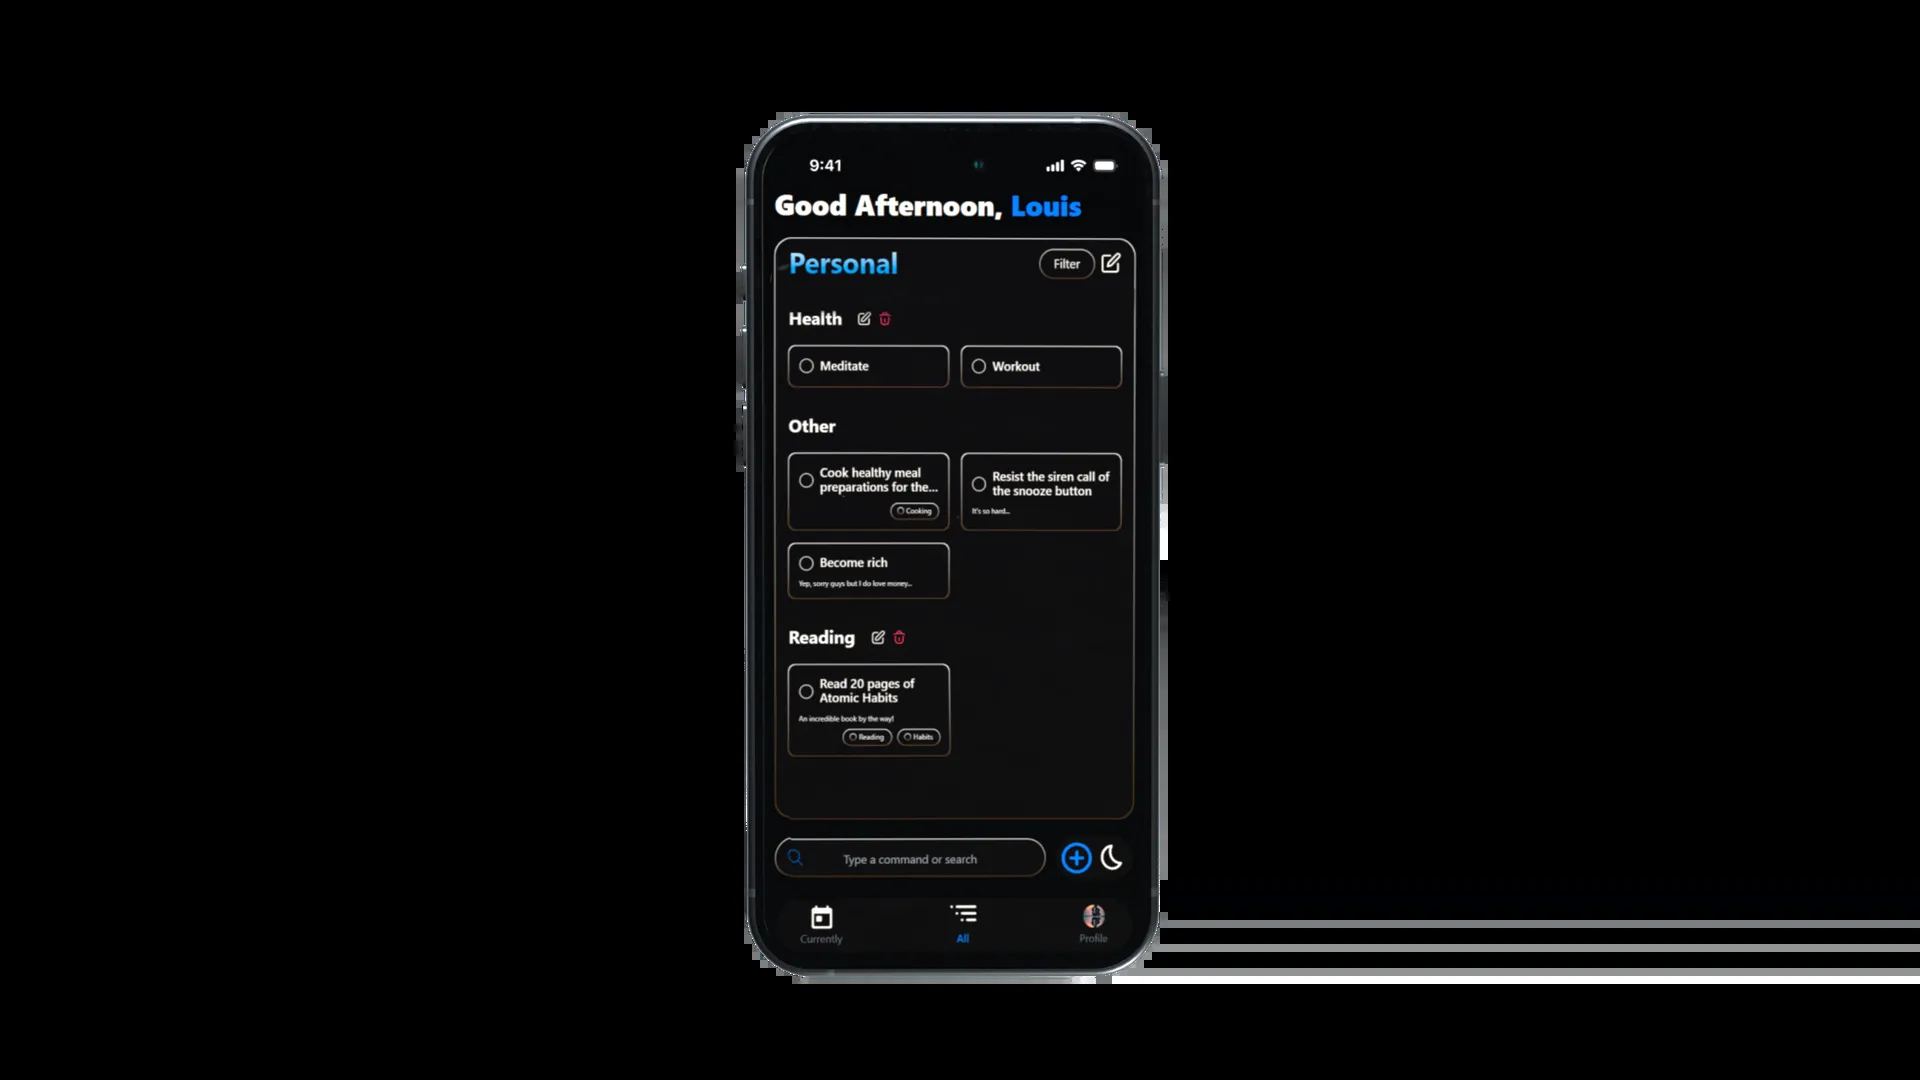 9:41
Good Afternoon, Louis
Personal
Filter
Health
Meditate
Workout
Other
Cook healthy meal
preparations for the...
Cooking
Resist the siren call of
the snooze button
It's so hard...
Become rich
Yep, sorry guys but I do love money...
Reading
Read 20 pages of
Atomic Habits
An incredible book by the way!
Reading
Habits
Type a command or search
Currently
All
Profile